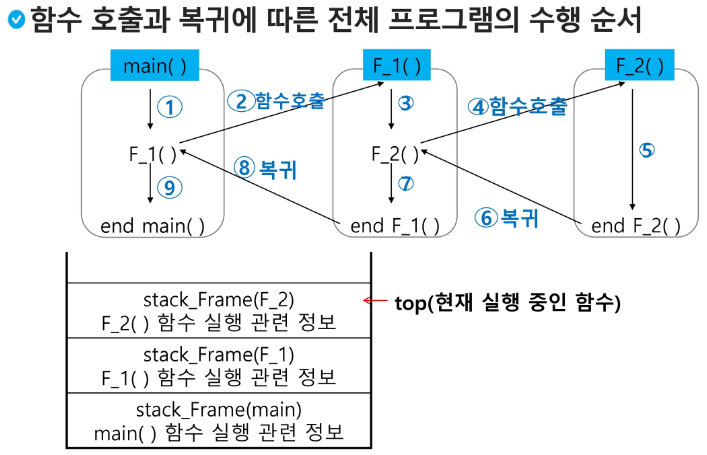 함수 호출과 복귀에 따른 전체 프로그램의 수행 순서
main( )
F_1( )
F_2( )
①
② 함수호출
③
④ 함수호출
⑤
F_1( )
F_2( )
⑧ 복귀
⑨
⑦
⑥ 복귀
end main( )
end F_1( )
end F_2( )
stack_Frame(F_2)
F_2( ) 함수 실행 관련 정보
top(현재 실행 중인 함수)
stack_Frame(F_1)
F_1( ) 함수 실행 관련 정보
stack_Frame(main)
main( ) 함수 실행 관련 정보